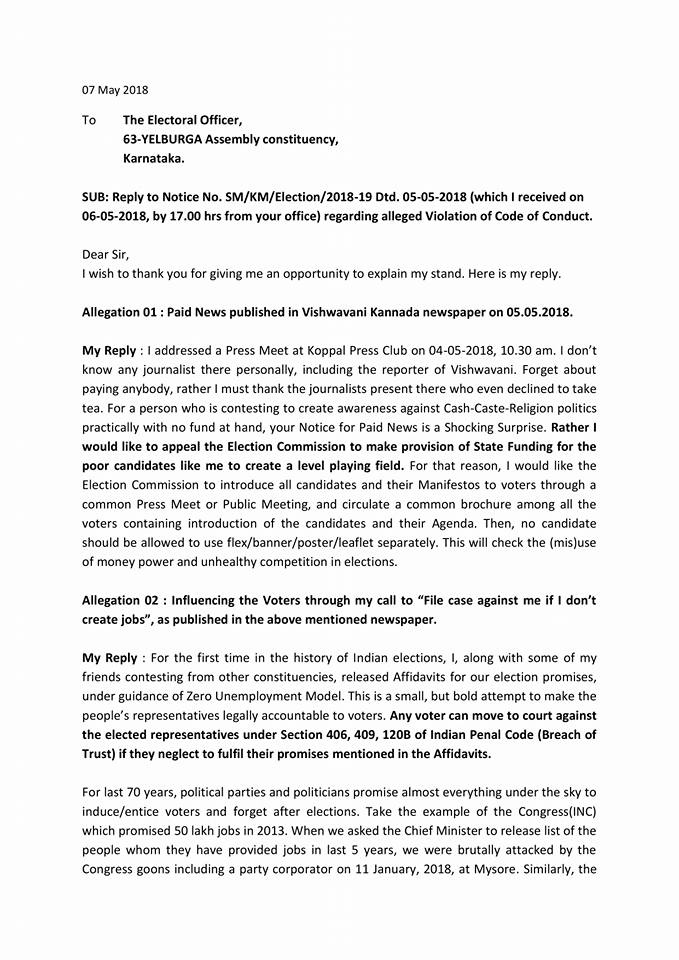 07 May 2018
To The Electoral Officer,
63-YELBURGA Assembly constituency,
Karnataka.
SUB: Reply to Notice No. SM/KM/Election/2018-19 Dtd. 05-05-2018 (which I received on
06-05-2018, by 17.00 hrs from your office) regarding alleged Violation of Code of Conduct.
Dear Sir,
I wish to thank you for giving me an opportunity to explain my stand. Here is my reply.
Allegation 01 : Paid News published in Vishwavani Kannada newspaper on 05.05.2018.
My Reply : I addressed a Press Meet at Koppal Press Club on 04-05-2018, 10.30 am. I don’t
know any journalist there personally, including the reporter of Vishwavani. Forget about
paying anybody, rather I must thank the journalists present there who even declined to take
tea. For a person who is contesting to create awareness against Cash-Caste-Religion politics
practically with no fund at hand, your Notice for Paid News is a Shocking Surprise. Rather I
would like to appeal the Election Commission to make provision of State Funding for the
poor candidates like me to create a level playing field. For that reason, I would like the
Election Commission to introduce all candidates and their Manifestos to voters through a
common Press Meet or Public Meeting, and circulate a common brochure among all the
voters containing introduction of the candidates and their Agenda. Then, no candidate
should be allowed to use flex/banner/poster/leaflet separately. This will check the (mis)use
of money power and unhealthy competition in elections.
Allegation 02 : Influencing the Voters through my call to “File case against me if I don’t
create jobs”, as published in the above mentioned newspaper.
My Reply : For the first time in the history of Indian elections, I, along with some of my
friends contesting from other constituencies, released Affidavits for our election promises,
under guidance of Zero Unemployment Model. This is a small, but bold attempt to make the
people’s representatives legally accountable to voters. Any voter can move to court against
the elected representatives under Section 406, 409, 120B of Indian Penal Code (Breach of
Trust) if they neglect to fulfil their promises mentioned in the Affidavits.
For last 70 years, political parties and politicians promise almost everything under the sky to
induce/entice voters and forget after elections. Take the example of the Congress(INC)
which promised 50 lakh jobs in 2013. When we asked the Chief Minister to release list of the
people whom they have provided jobs in last 5 years, we were brutally attacked by the
Congress goons including a party corporator on 11 January, 2018, at Mysore. Similarly, the